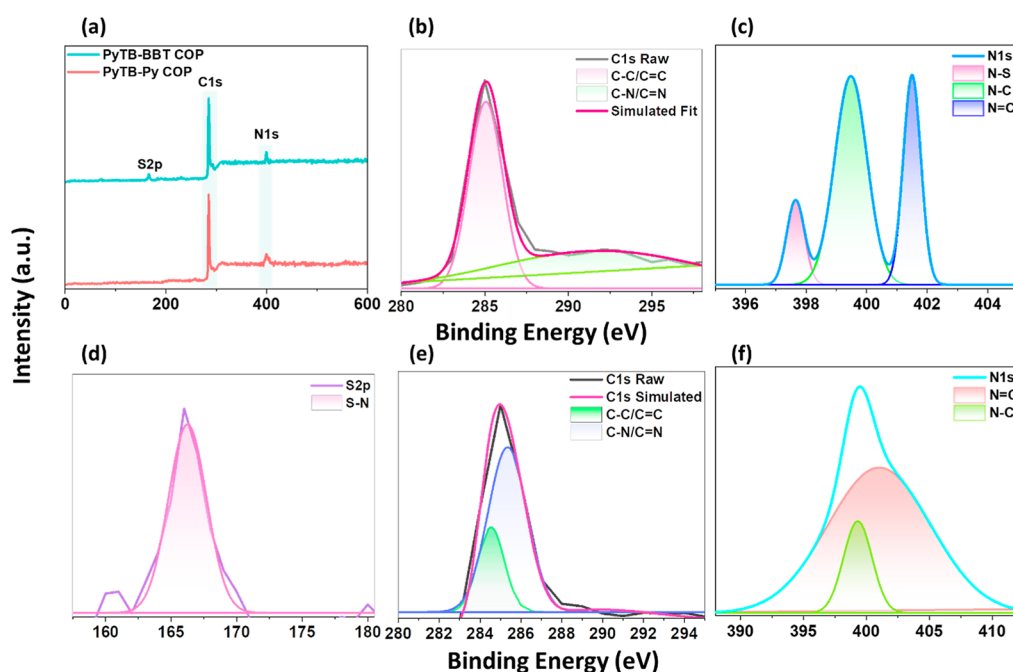 (a)
PyTB-BBT COP
PyTB-Py COP
C1s
S2p
N1s
0 200 400 600
(b)
C1s Raw
C-C/C=C
C-N/C=N
Simulated Fit
280 285 290 295
(c)
N1s
N-S
N-C
N=C
396 398 400 402 404
Binding Energy (eV)
Intensity (a.u.)
(d)
S2p
S-N
160 165 170 175 180
(e)
C1s Raw
C1s Simulated
C-C/C=C
C-N/C=N
280 282 284 286 288 290 292 294
(f)
N1s
N=C
N-C
390 395 400 405 410
Binding Energy (eV)